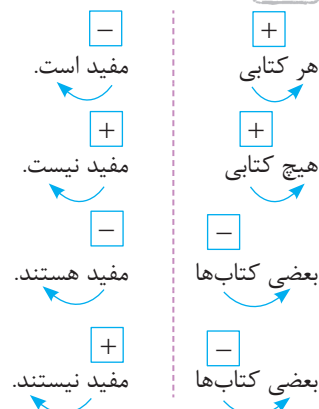 + −
هر کتابی مفید است.
+ +
هیچ کتابی مفید نیست.
− −
بعضی کتاب‌ها مفید هستند.
− +
بعضی کتاب‌ها مفید نیستند.